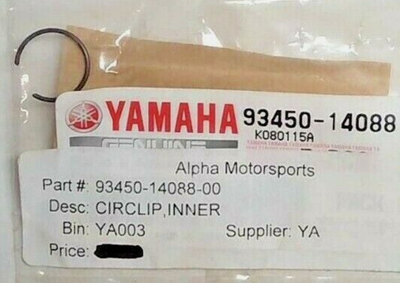 YAMAHA 93450-14088
K080115A
GENUINE
Alpha Motorsports
Part #: 93450-14088-00
Desc: CIRCLIP,INNER
Bin: YA003 Supplier: YA
Price: